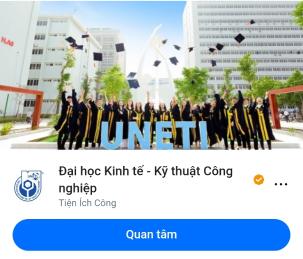 UNETI
Đại học Kinh tế - Kỹ thuật Công
nghiệp
Tiện Ích Công
Quan tâm